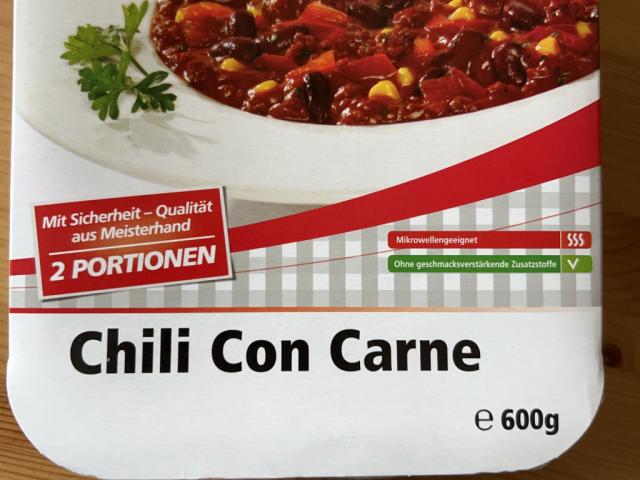 Mit Sicherheit – Qualität
aus Meisterhand
2 PORTIONEN
Mikrowellengeeignet
Ohne geschmacksverstärkende Zusatzstoffe
Chili Con Carne
℮ 600g